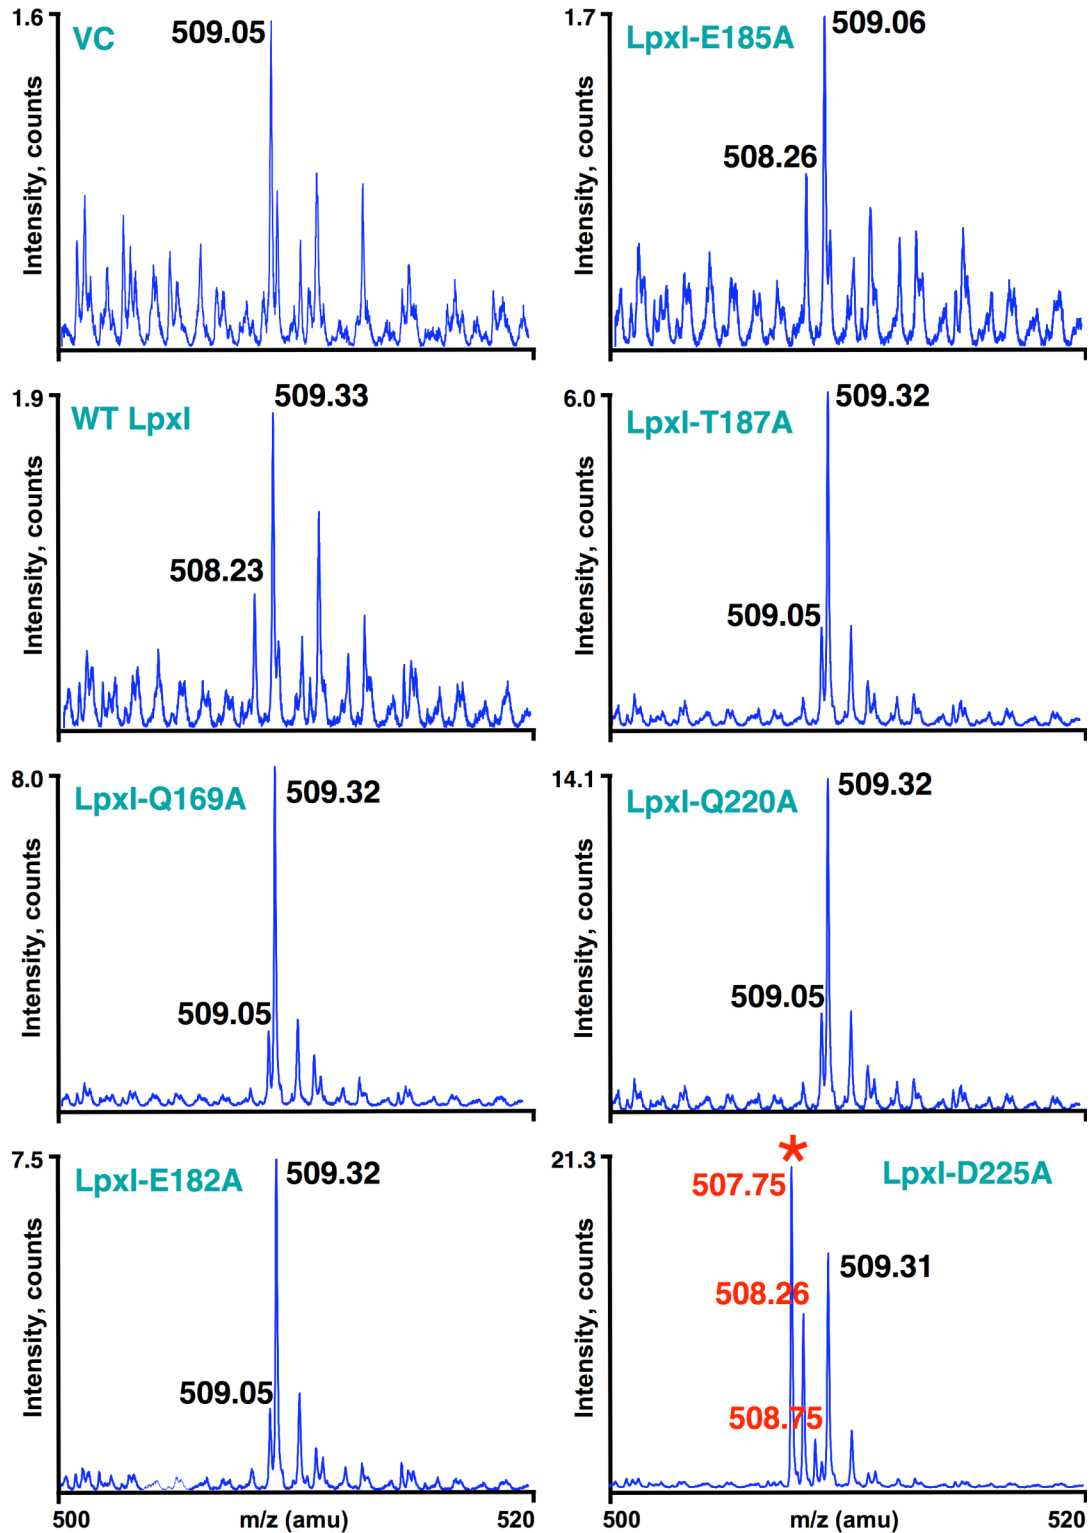 1.6
VC
509.05
Intensity, counts
1.7
LpxI-E185A
509.06
508.26
Intensity, counts
1.9
WT LpxI
509.33
508.23
Intensity, counts
6.0
LpxI-T187A
509.32
509.05
Intensity, counts
8.0
LpxI-Q169A
509.32
509.05
Intensity, counts
14.1
LpxI-Q220A
509.32
509.05
Intensity, counts
7.5
LpxI-E182A
509.32
509.05
Intensity, counts
500
m/z (amu)
520
21.3
*
507.75
LpxI-D225A
508.26
509.31
508.75
Intensity, counts
500
m/z (amu)
520